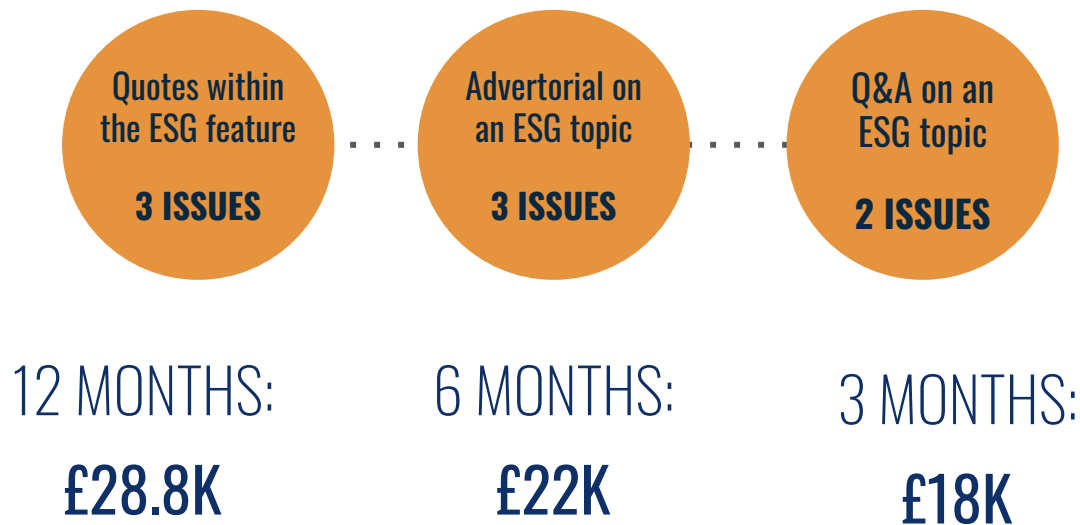 Quotes within
the ESG feature
3 ISSUES
Advertorial on
an ESG topic
3 ISSUES
Q&A on an
ESG topic
2 ISSUES
12 MONTHS:
£28.8K
6 MONTHS:
£22K
3 MONTHS:
£18K